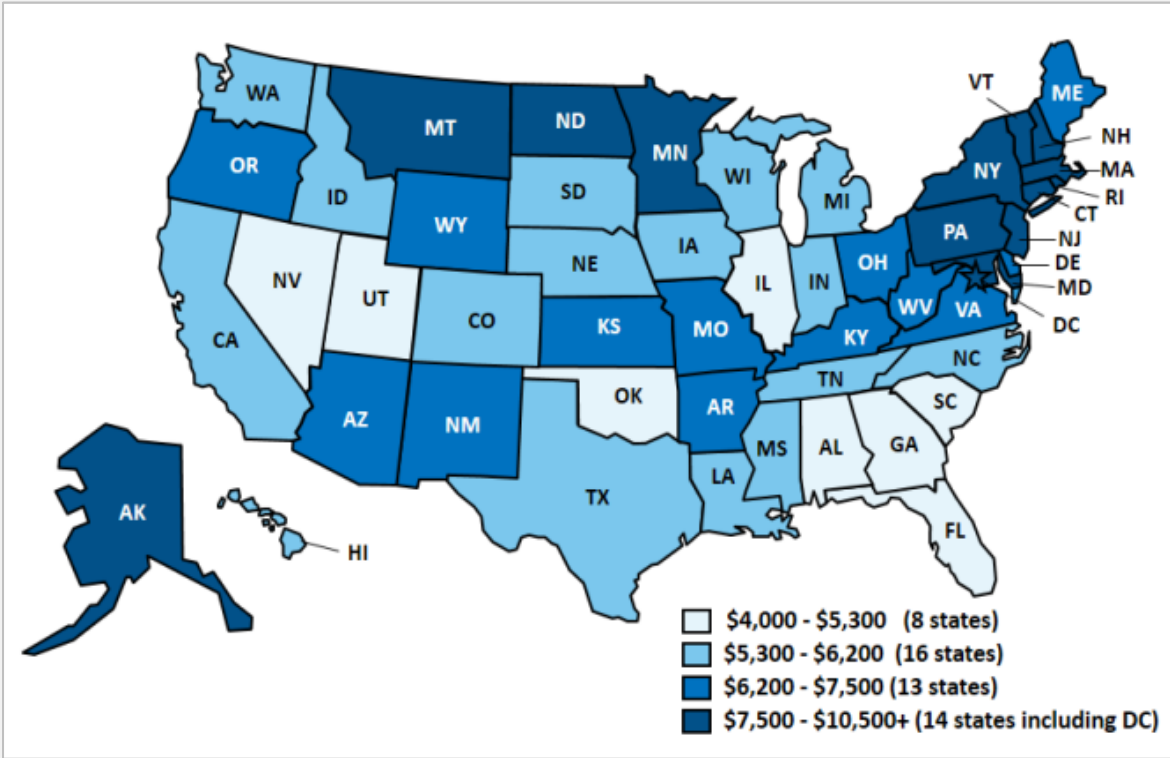 VT
WA
ME
MT
ND
NH
MN
OR
MA
NY
WI
ID
SD
MI
RI
WY
CT
PA
NJ
IA
OH
DE
NE
NV
IL
IN
MD
UT
WV
VA
CO
DC
KS
MO
KY
CA
NC
TN
OK
SC
AR
AZ
NM
MS
AL
GA
LA
TX
AK
FL
HI
$4,000 - $5,300 (8 states)
$5,300 - $6,200 (16 states)
$6,200 - $7,500 (13 states)
$7,500 - $10,500+ (14 states including DC)